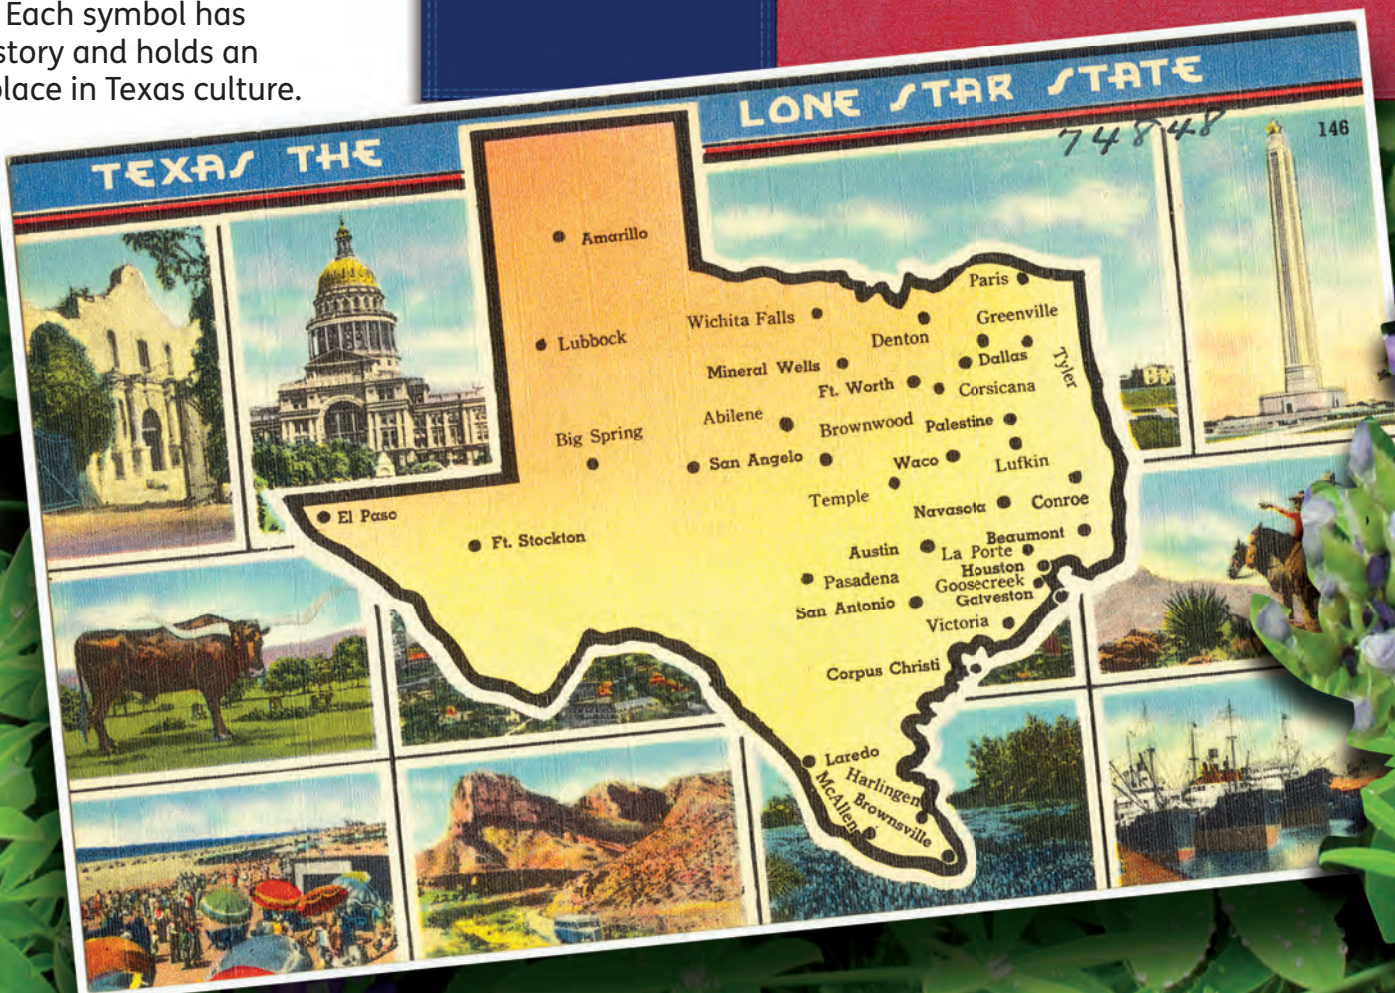 Each symbol has
story and holds an
place in Texas culture.
TEXAS THE
LONE STAR STATE
74848
146
Amarillo
Lubbock
Big Spring
El Paso
Ft. Stockton
Wichita Falls
Mineral Wells
Abilene
San Angelo
Paris
Greenville
Denton
Dallas
Tyler
Ft. Worth
Corsicana
Brownwood
Palestine
Waco
Lufkin
Temple
Navasota
Conroe
Beaumont
Austin
La Porte
Houston
Pasadena
Goosecreek
San Antonio
Galveston
Victoria
Corpus Christi
Laredo
Harlingen
McAllen
Brownsville